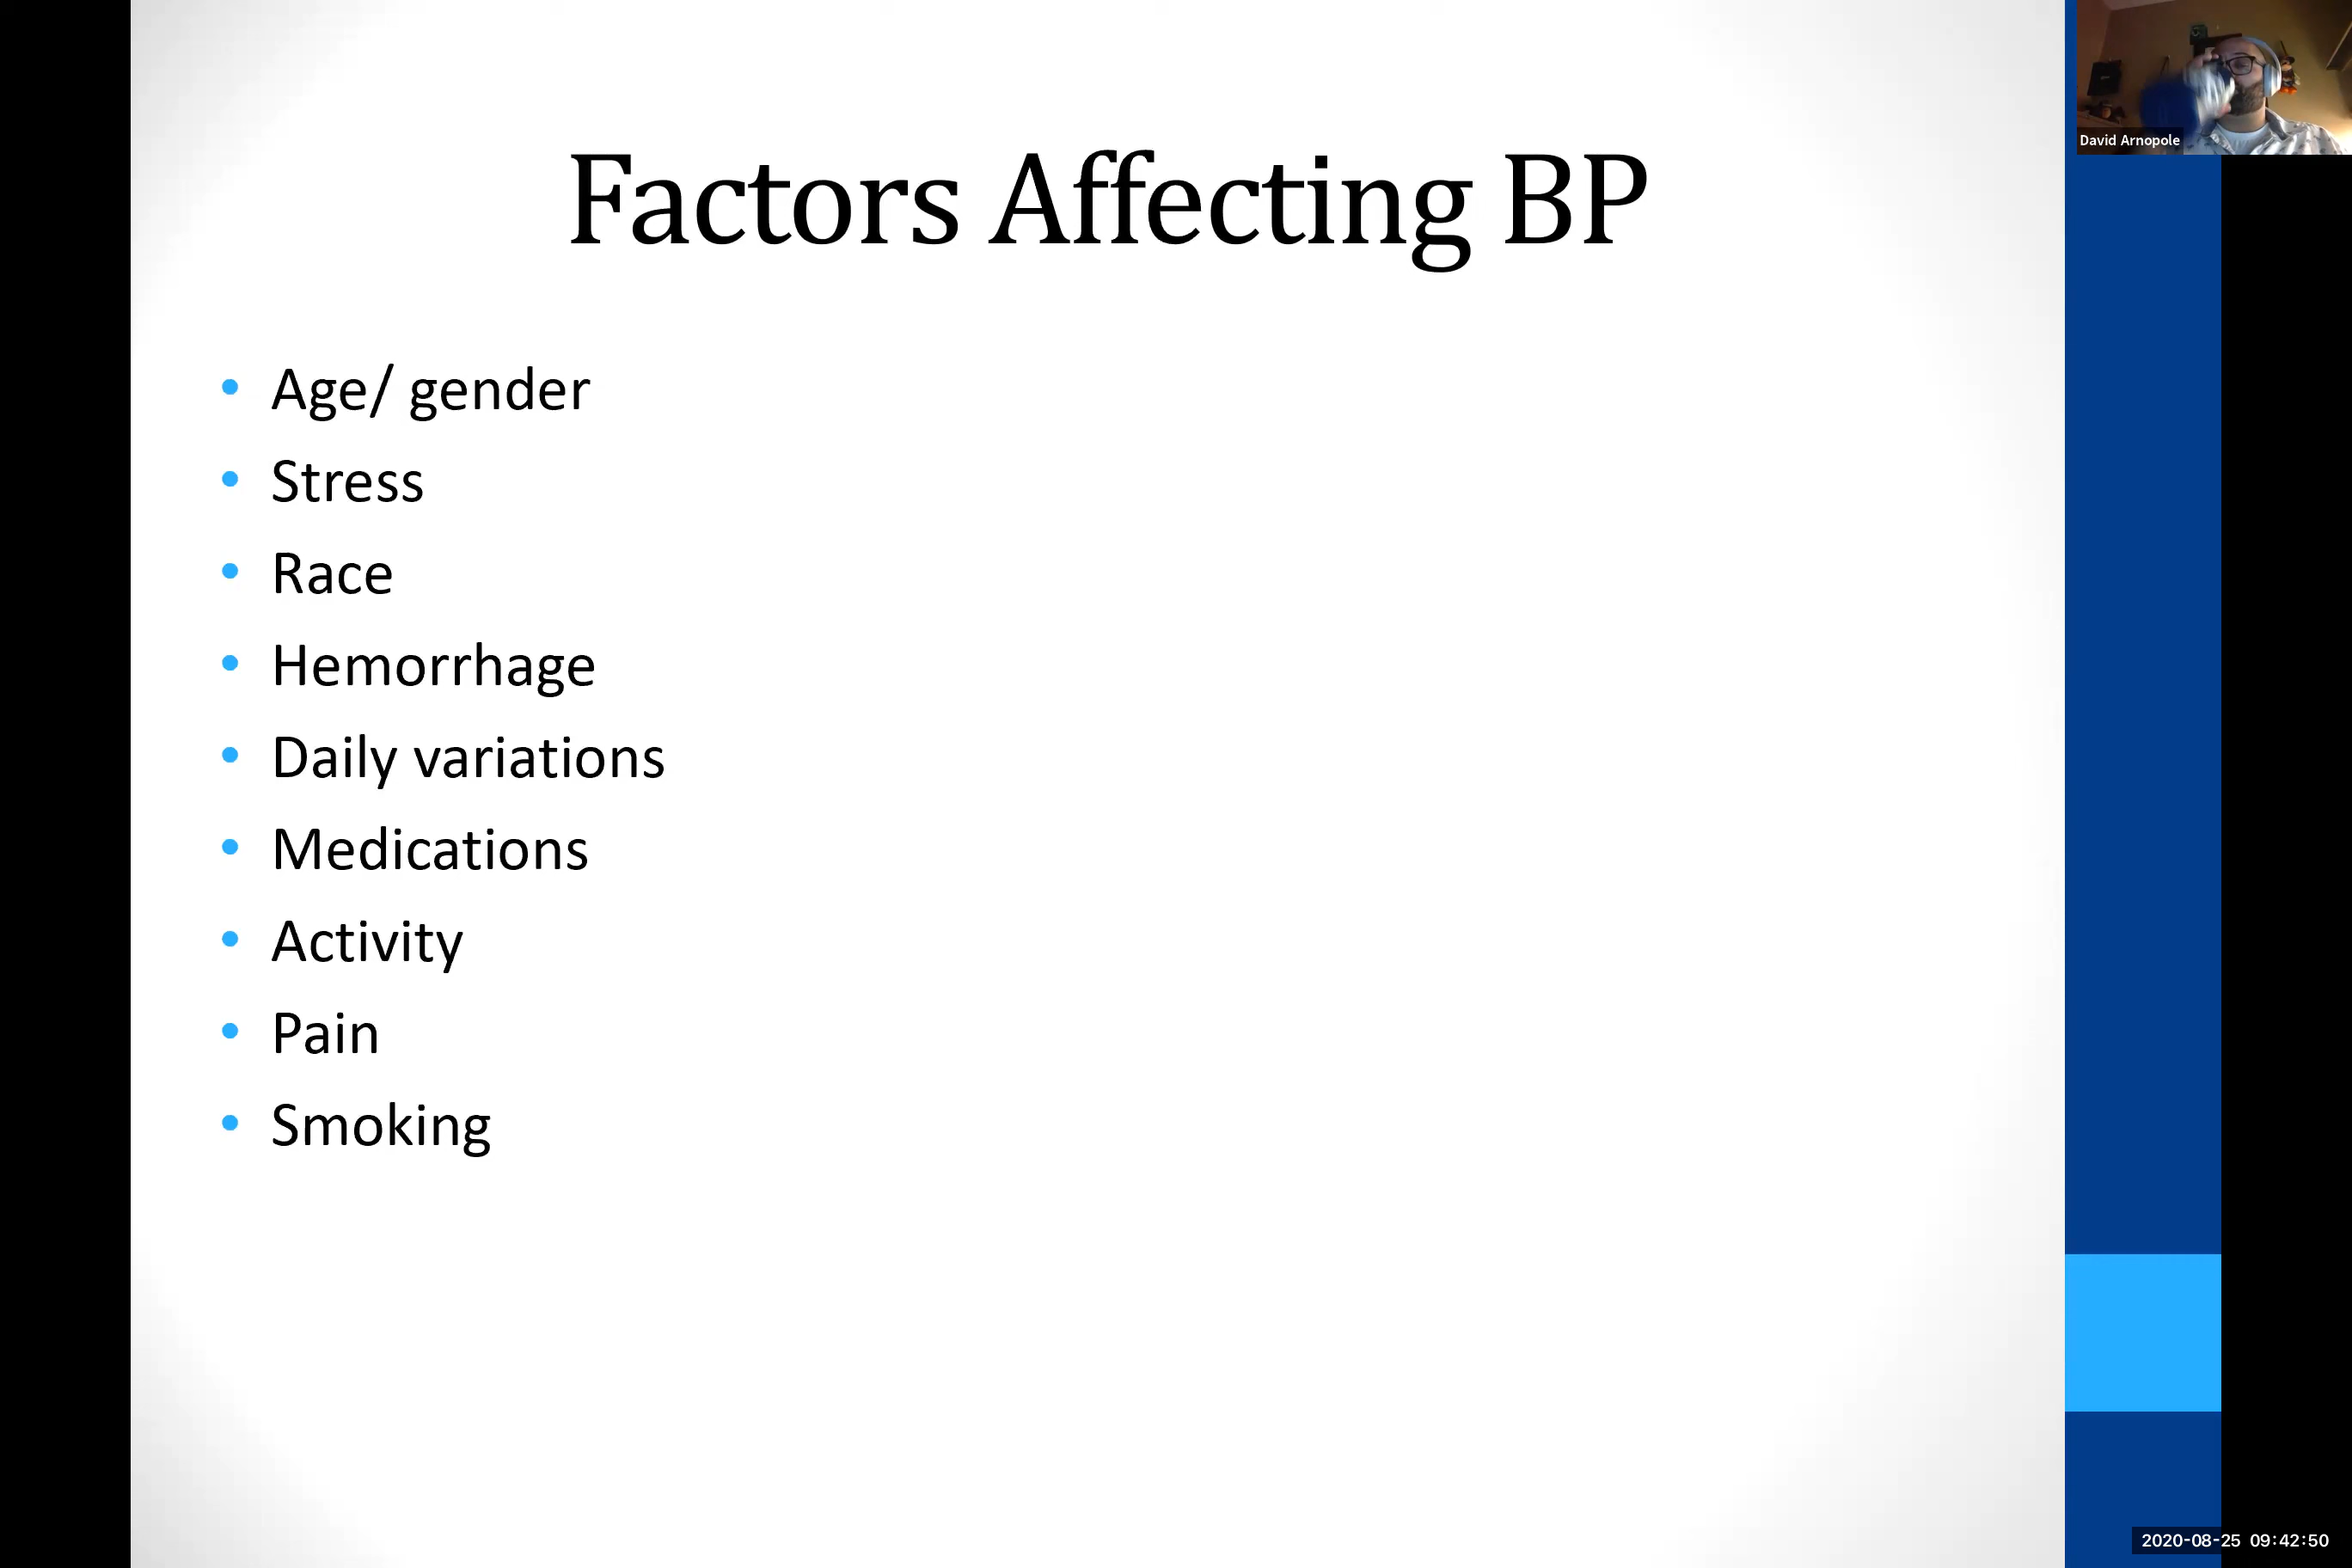 Factors Affecting BP
• Age/ gender
• Stress
• Race
• Hemorrhage
• Daily variations
• Medications
• Activity
• Pain
• Smoking
David Arnopole
2020-08-25 09:42:50